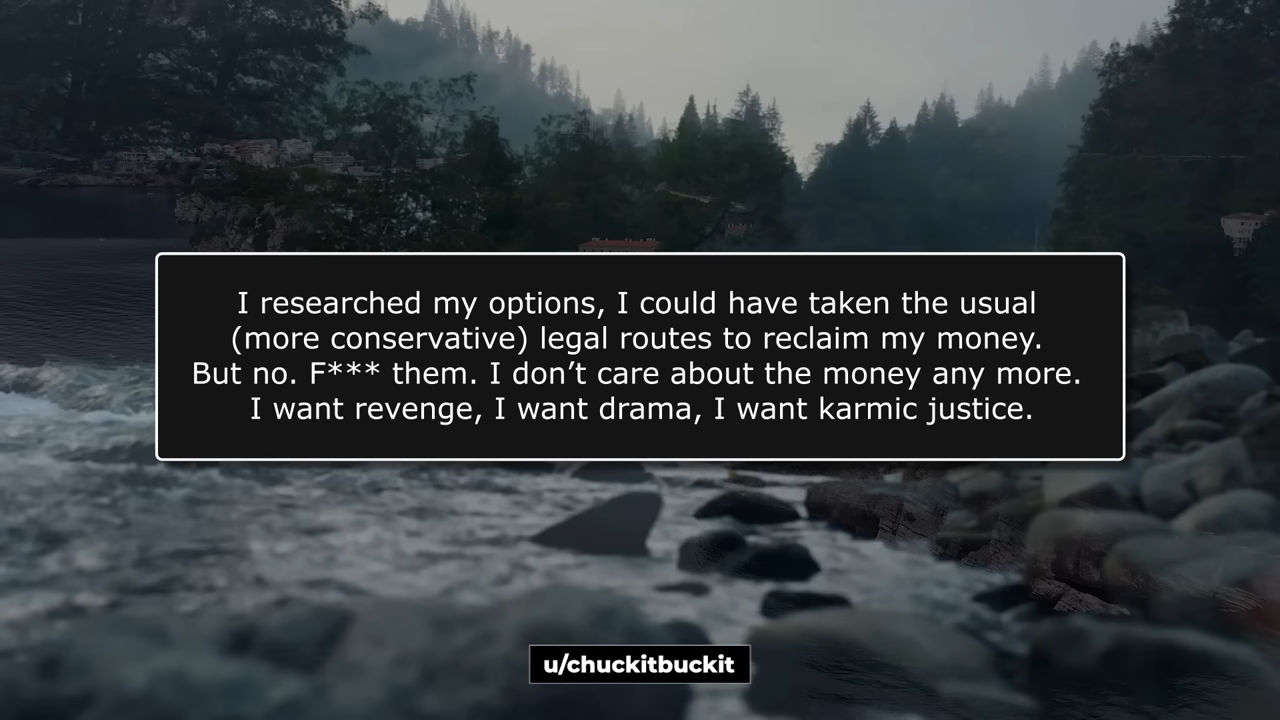 I researched my options, I could have taken the usual
(more conservative) legal routes to reclaim my money.
But no. F*** them. I don’t care about the money any more.
I want revenge, I want drama, I want karmic justice.
u/chuckitbuckit